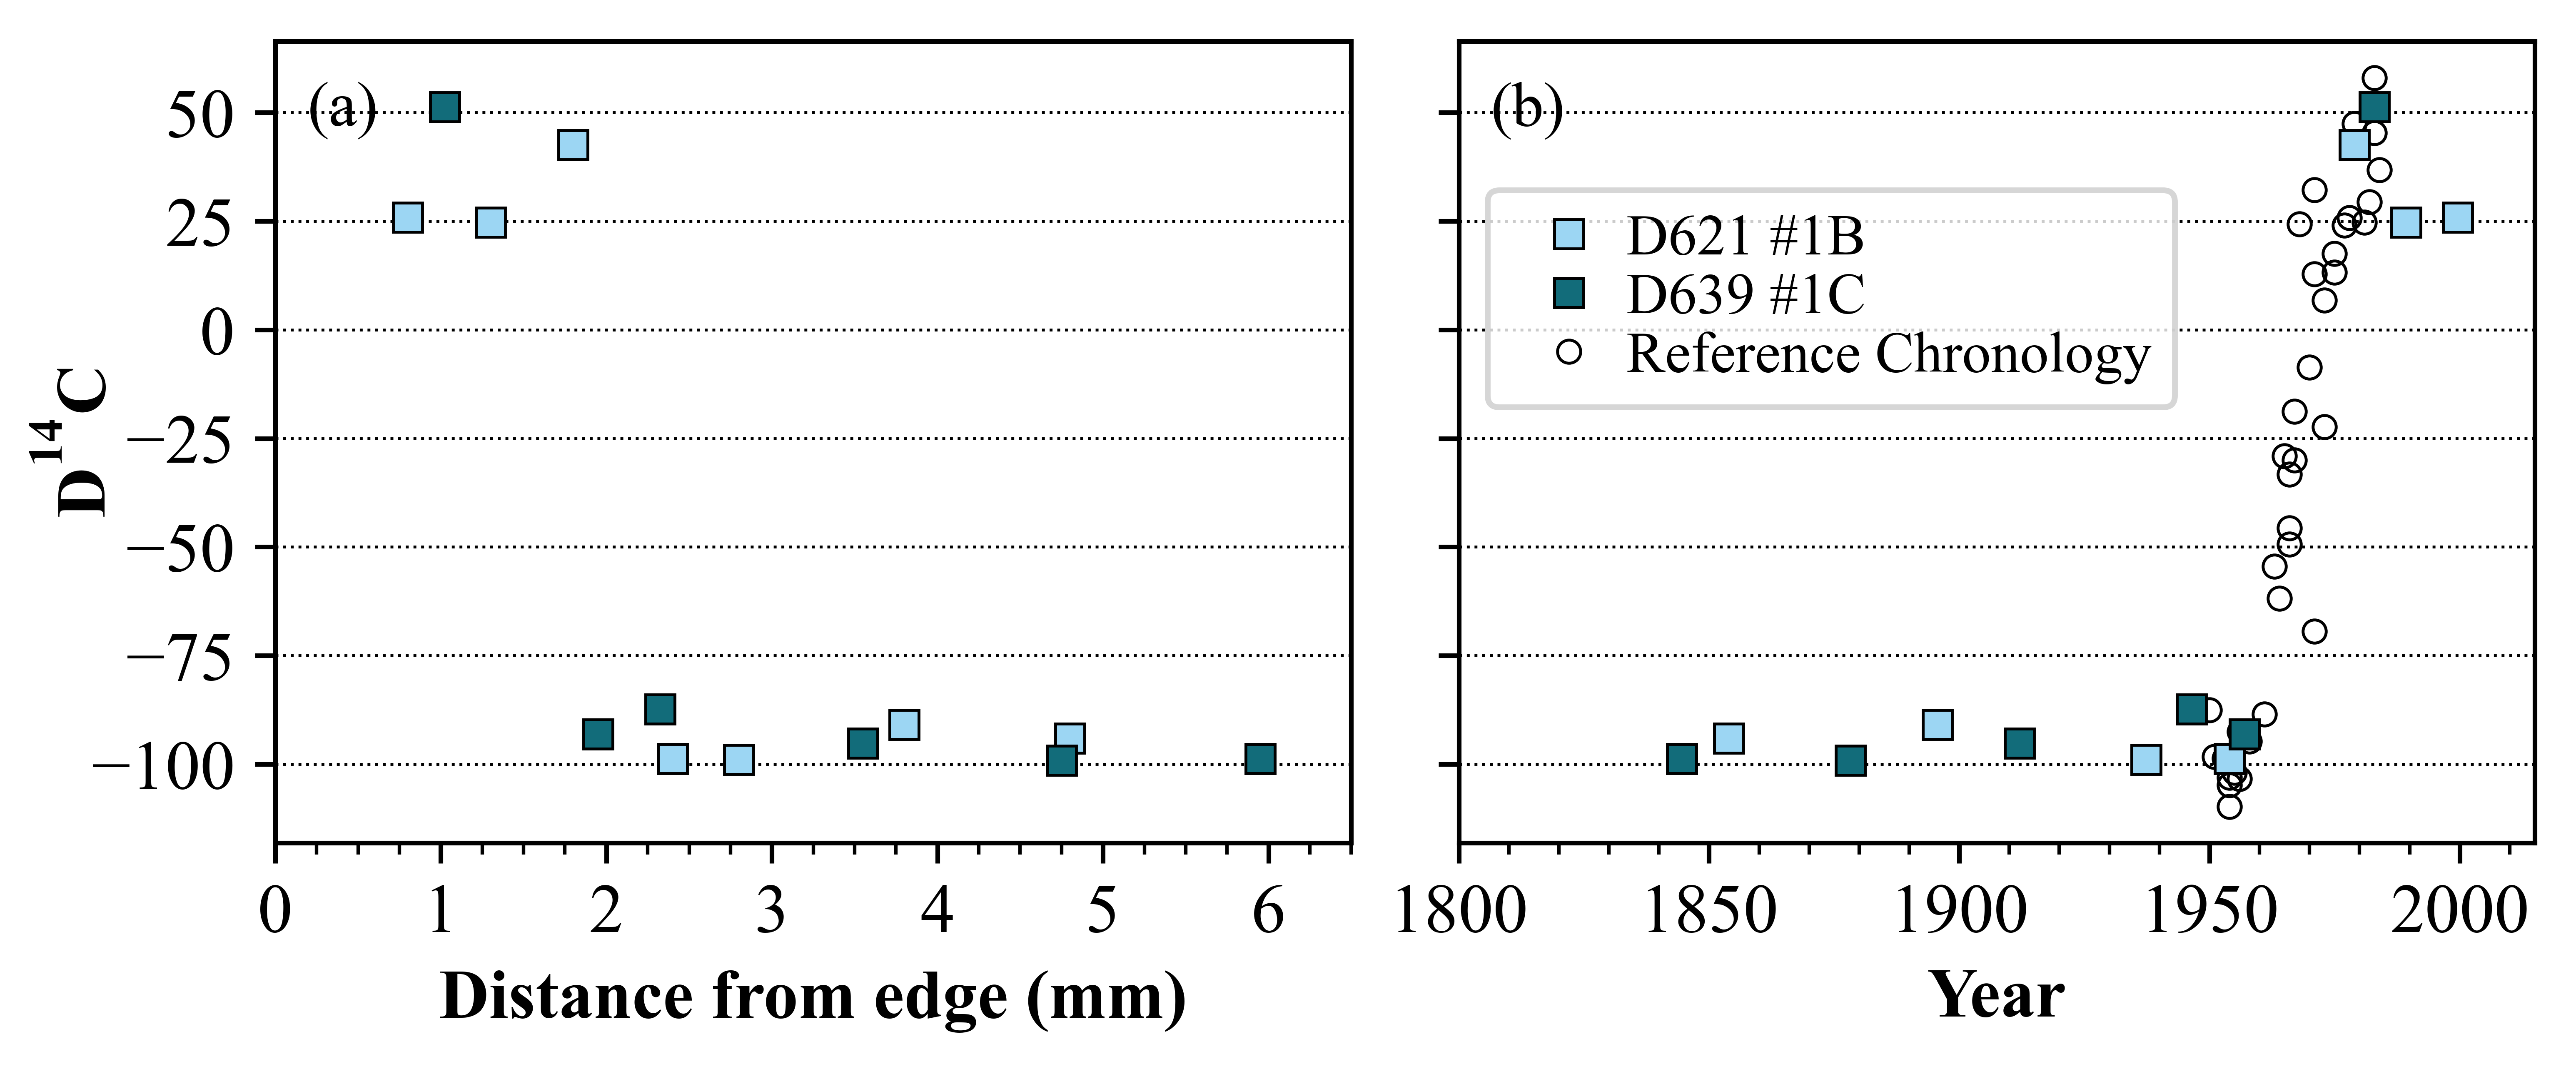 (a)
50
25
0
−25
−50
−75
−100
D¹⁴C
0 1 2 3 4 5 6
Distance from edge (mm)
(b)
D621 #1B
D639 #1C
Reference Chronology
1800 1850 1900 1950 2000
Year